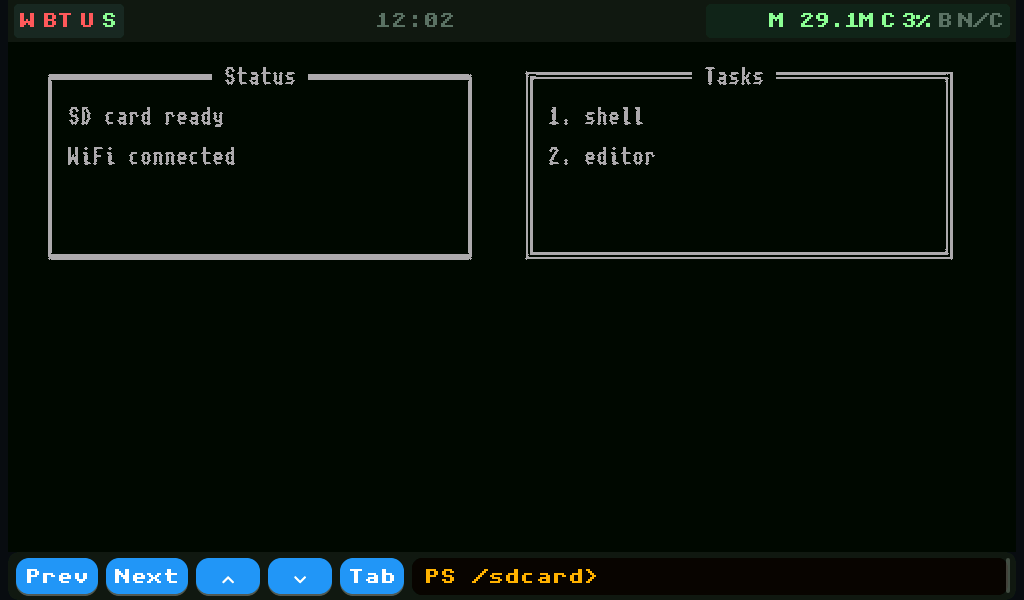 W BT U S 12:02 M 29.1M C 3% B N/C
Status
SD card ready
WiFi connected
Tasks
1. shell
2. editor
Prev Next ^ ⌄ Tab PS /sdcard>